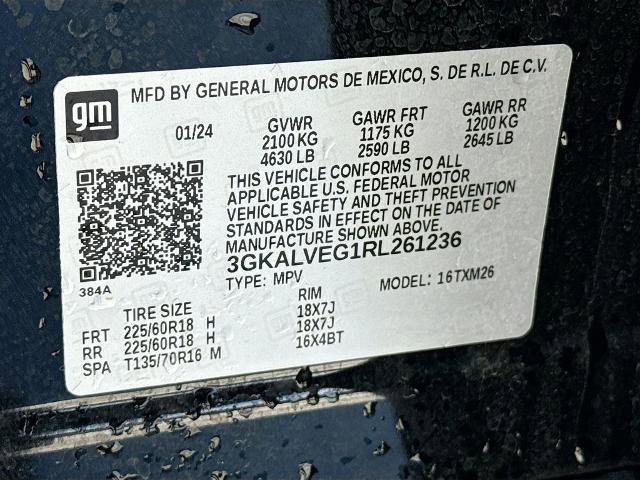 MFD BY GENERAL MOTORS DE MEXICO, S. DE R.L. DE C.V.
gm
01/24 GVWR GAWR FRT GAWR RR
2100 KG 1175 KG 1200 KG
4630 LB 2590 LB 2645 LB
THIS VEHICLE CONFORMS TO ALL
APPLICABLE U.S. FEDERAL MOTOR
VEHICLE SAFETY AND THEFT PREVENTION
STANDARDS IN EFFECT ON THE DATE OF
MANUFACTURE SHOWN ABOVE.
3GKALVEG1RL261236
384A TYPE: MPV MODEL: 16TXM26
TIRE SIZE RIM
FRT 225/60R18 H 18X7J
RR 225/60R18 H 18X7J
SPA T135/70R16 M 16X4BT